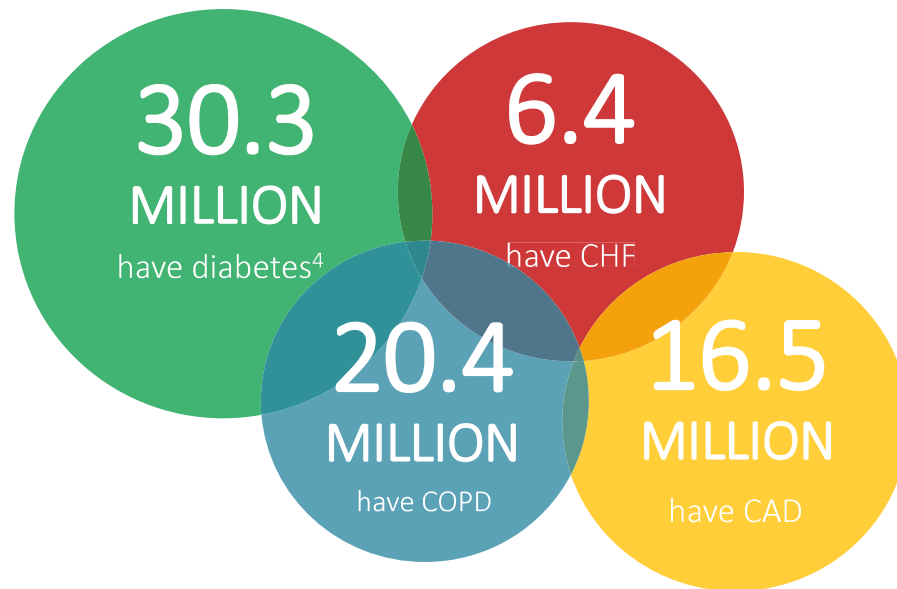 30.3
MILLION
have diabetes⁴
6.4
MILLION
have CHF
20.4
MILLION
have COPD
16.5
MILLION
have CAD